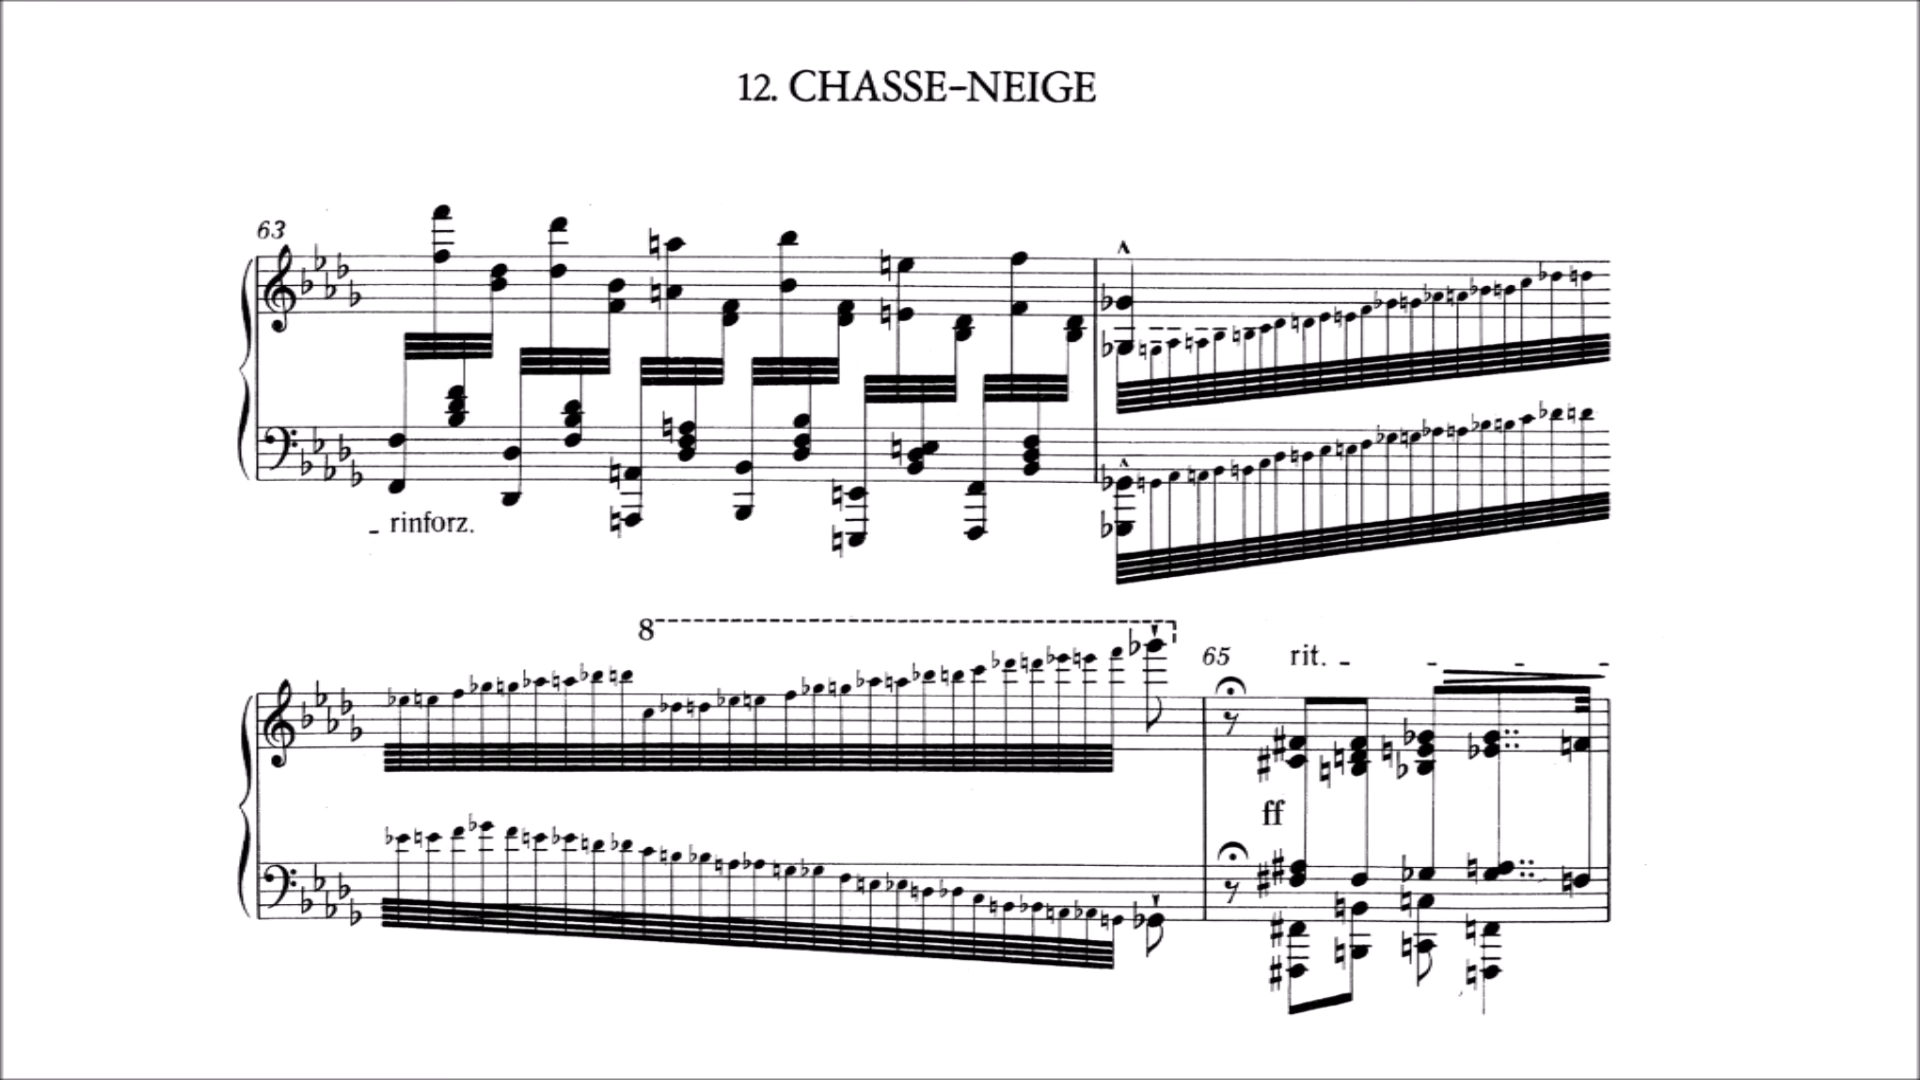 12. CHASSE-NEIGE
63
- rinforz.
8
65 rit. - - - -
ff